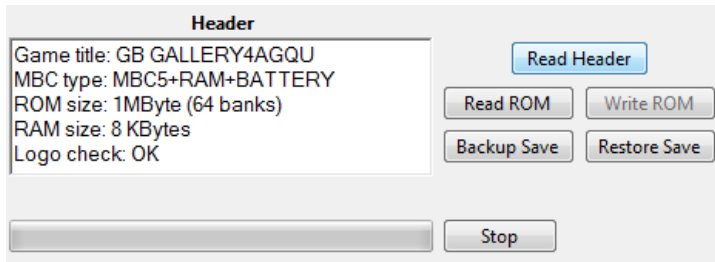 Header
Game title: GB GALLERY4AGQU
MBC type: MBC5+RAM+BATTERY
ROM size: 1MByte (64 banks)
RAM size: 8 KBytes
Logo check: OK
Read Header
Read ROM
Write ROM
Backup Save
Restore Save
Stop